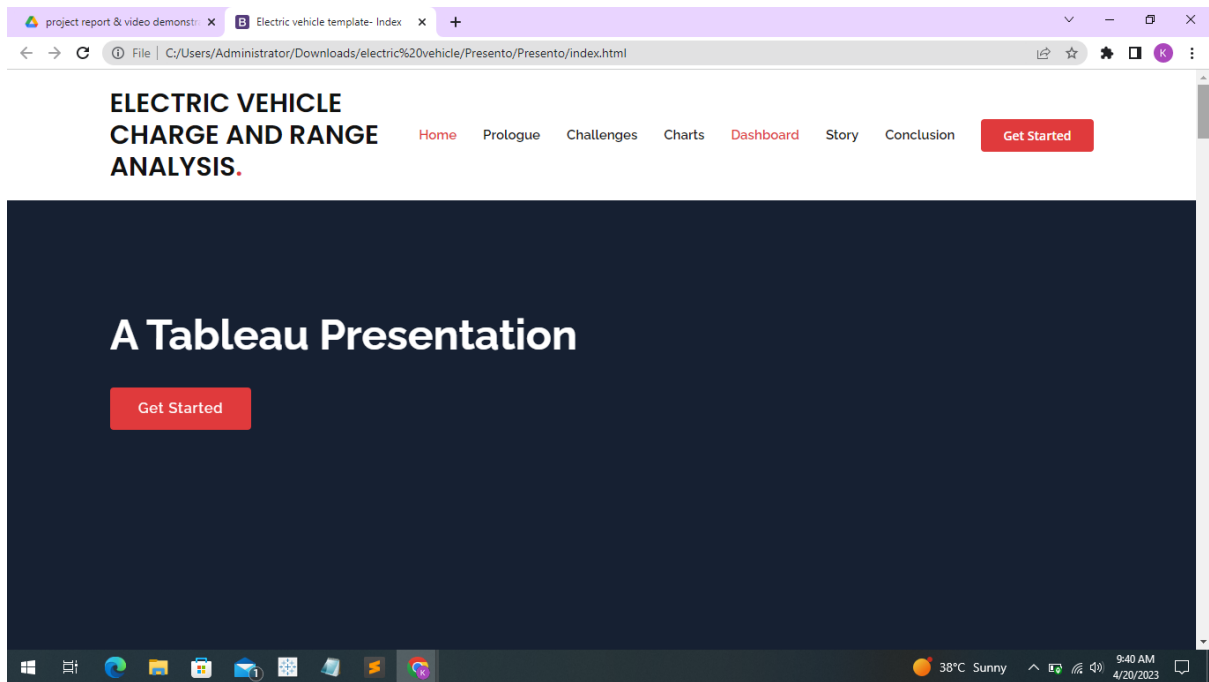 project report & video demonstr
Electric vehicle template- Index
File | C:/Users/Administrator/Downloads/electric%20vehicle/Presento/Presento/index.html
K
ELECTRIC VEHICLE
CHARGE AND RANGE
ANALYSIS.
Home Prologue Challenges Charts Dashboard Story Conclusion Get Started
A Tableau Presentation
Get Started
38°C Sunny
9:40 AM
4/20/2023